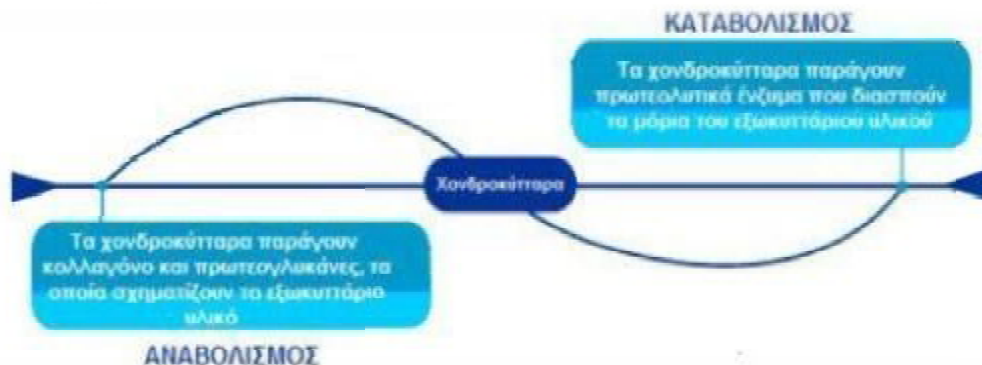 ΚΑΤΑΒΟΛΙΣΜΟΣ
Τα χονδροκύτταρα παράγουν
πρωτεολυτικά ένζυμα που διασπούν
τα μόρια του εξωκυττάριου υλικού
Χονδροκύτταρα
Τα χονδροκύτταρα παράγουν
κολλαγόνο και πρωτεογλυκάνες, τα
οποία σχηματίζουν το εξωκυττάριο
υλικό
ΑΝΑΒΟΛΙΣΜΟΣ